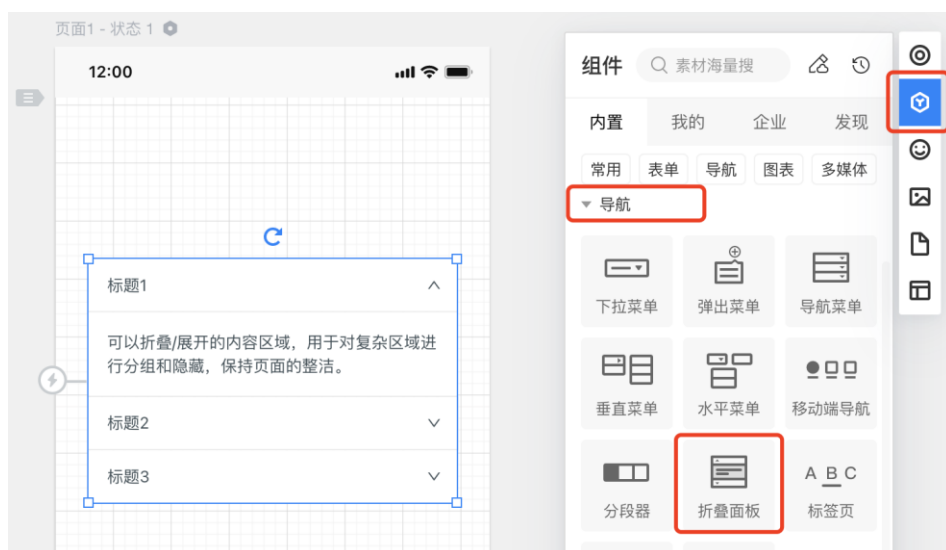 页面1 - 状态 1
12:00
标题1
可以折叠/展开的内容区域，用于对复杂区域进
行分组和隐藏，保持页面的整洁。
标题2
标题3
组件
素材海量搜
内置 我的 企业 发现
常用 表单 导航 图表 多媒体
导航
下拉菜单 弹出菜单 导航菜单
垂直菜单 水平菜单 移动端导航
A B C
分段器 折叠面板 标签页